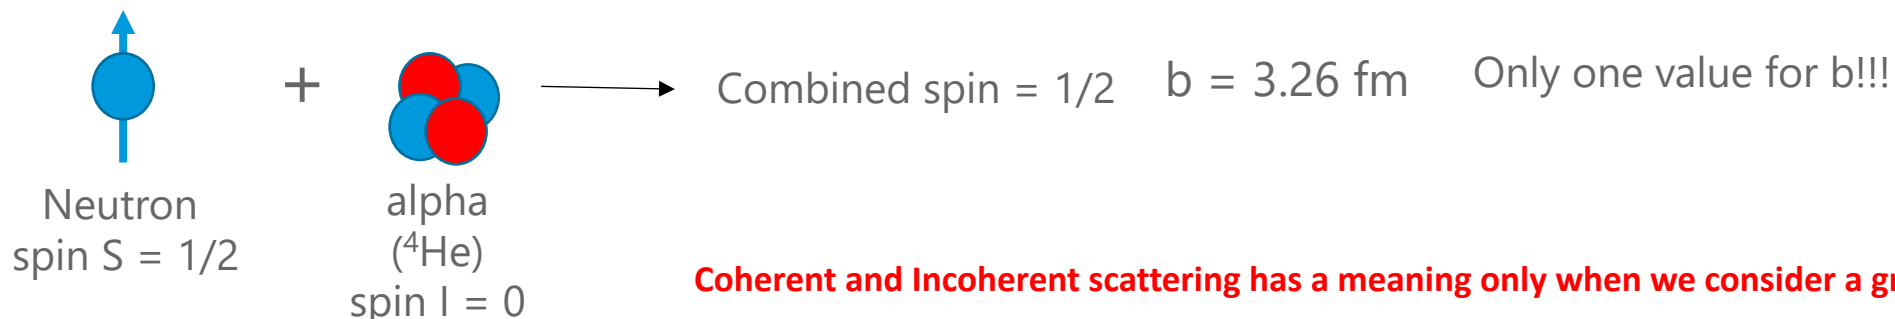 +
Combined spin = 1/2 b = 3.26 fm Only one value for b!!!
Neutron
spin S = 1/2
alpha
(⁴He)
spin I = 0
Coherent and Incoherent scattering has a meaning only when we consider a